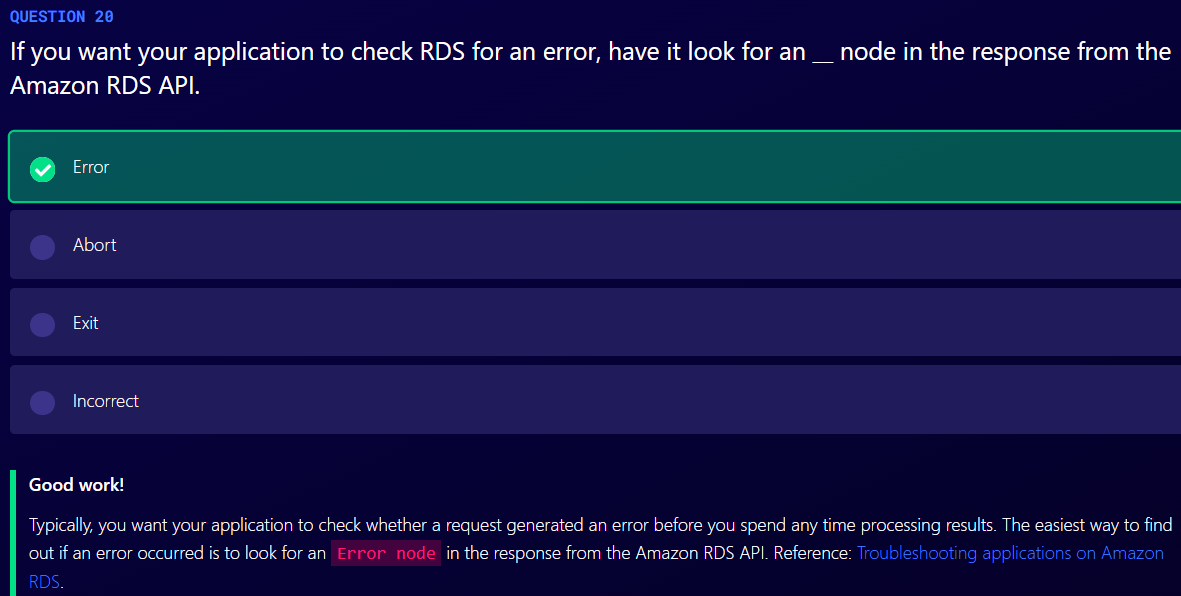 QUESTION 20
If you want your application to check RDS for an error, have it look for an __ node in the response from the
Amazon RDS API.
Error
Abort
Exit
Incorrect
Good work!
Typically, you want your application to check whether a request generated an error before you spend any time processing results. The easiest way to find
out if an error occurred is to look for an Error node in the response from the Amazon RDS API. Reference: Troubleshooting applications on Amazon
RDS.